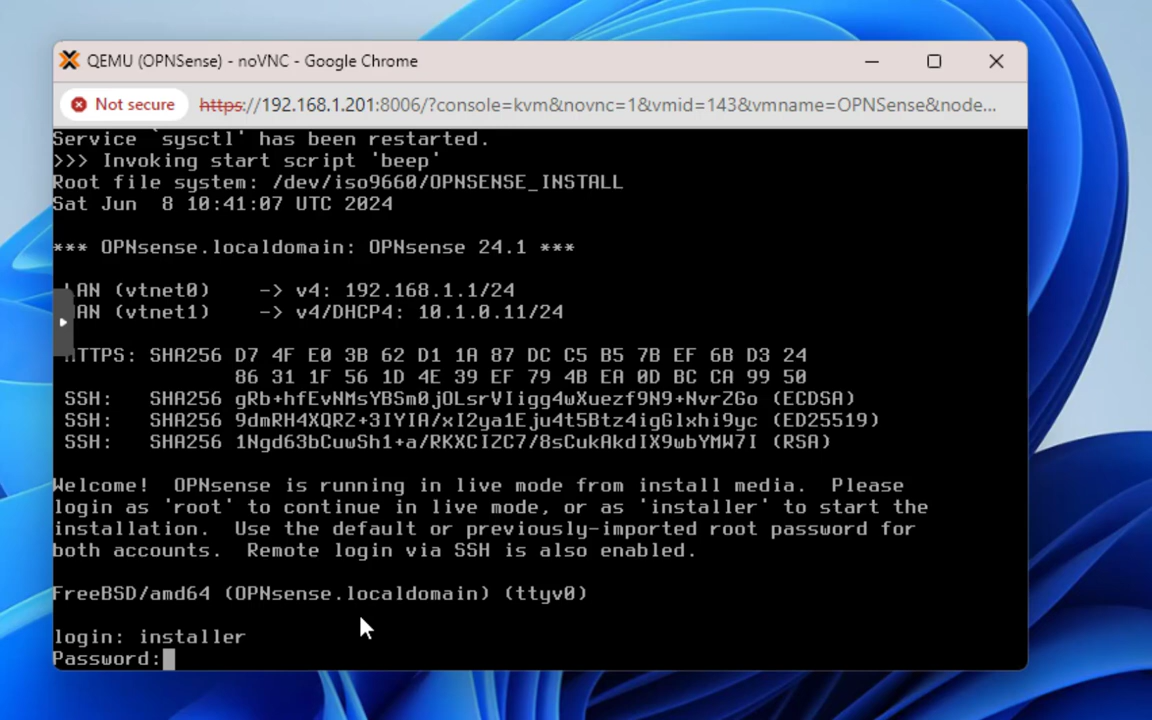 QEMU (OPNSense) - noVNC - Google Chrome
Not secure https://192.168.1.201:8006/?console=kvm&novnc=1&vmid=143&vmname=OPNSense&node...
Service `sysctl' has been restarted.
>>> Invoking start script 'beep'
Root file system: /dev/iso9660/OPNSENSE_INSTALL
Sat Jun  8 10:41:07 UTC 2024
*** OPNsense.localdomain: OPNsense 24.1 ***
LAN (vtnet0)    -> v4: 192.168.1.1/24
WAN (vtnet1)    -> v4/DHCP4: 10.1.0.11/24
HTTPS: SHA256 D7 4F E0 3B 62 D1 1A 87 DC C5 B5 7B EF 6B D3 24
86 31 1F 56 1D 4E 39 EF 79 4B EA 0D BC CA 99 50
SSH:   SHA256 gRb+hfEvNMsYBSm0jOLsrVIigg4wXuezf9N9+NvrZGo (ECDSA)
SSH:   SHA256 9dmRH4XQRZ+3IYIA/xI2ya1Eju4t5Btz4igGlxhi9yc (ED25519)
SSH:   SHA256 1Ngd63bCuwSh1+a/RKXCIZC7/8sCukAkdIX9wbYMW7I (RSA)
Welcome!  OPNsense is running in live mode from install media.  Please
login as 'root' to continue in live mode, or as 'installer' to start the
installation.  Use the default or previously-imported root password for
both accounts.  Remote login via SSH is also enabled.
FreeBSD/amd64 (OPNsense.localdomain) (ttyv0)
login: installer
Password: